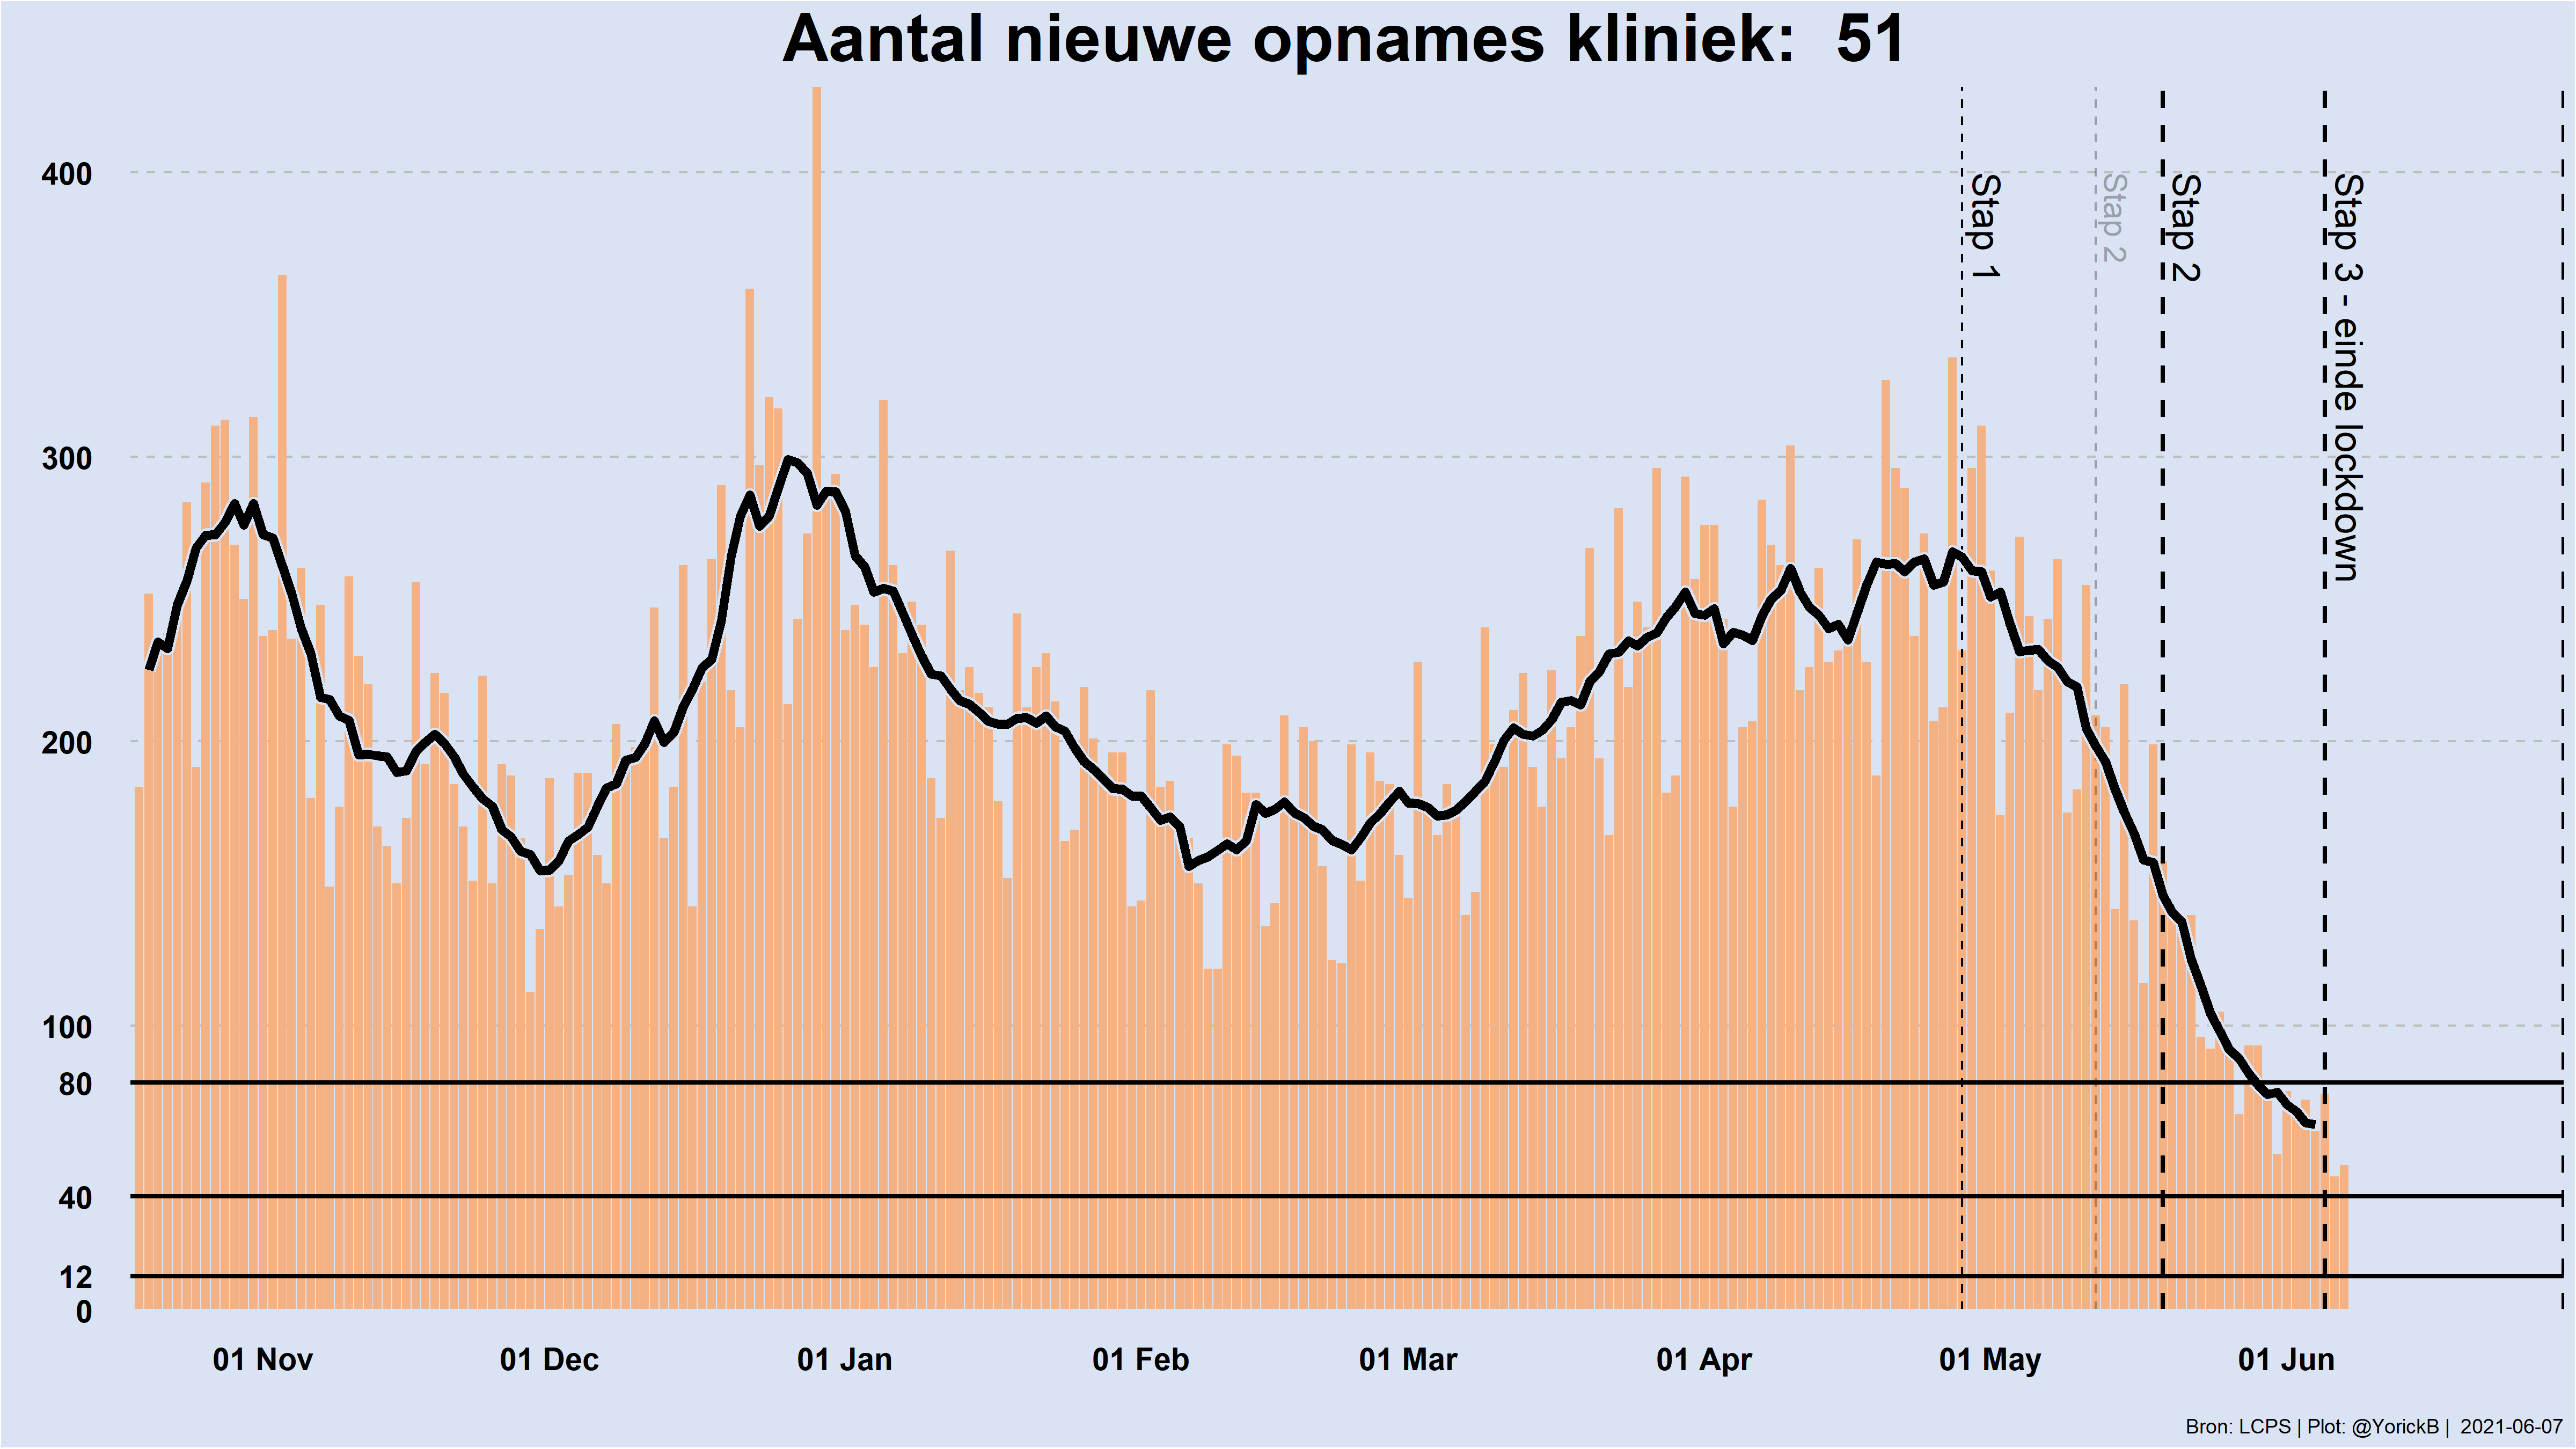 Aantal nieuwe opnames kliniek: 51
400
300
200
100
80
40
12
0
Stap 1
Stap 2
Stap 2
Stap 3 - einde lockdown
01 Nov
01 Dec
01 Jan
01 Feb
01 Mar
01 Apr
01 May
01 Jun
Bron: LCPS | Plot: @YorickB | 2021-06-07